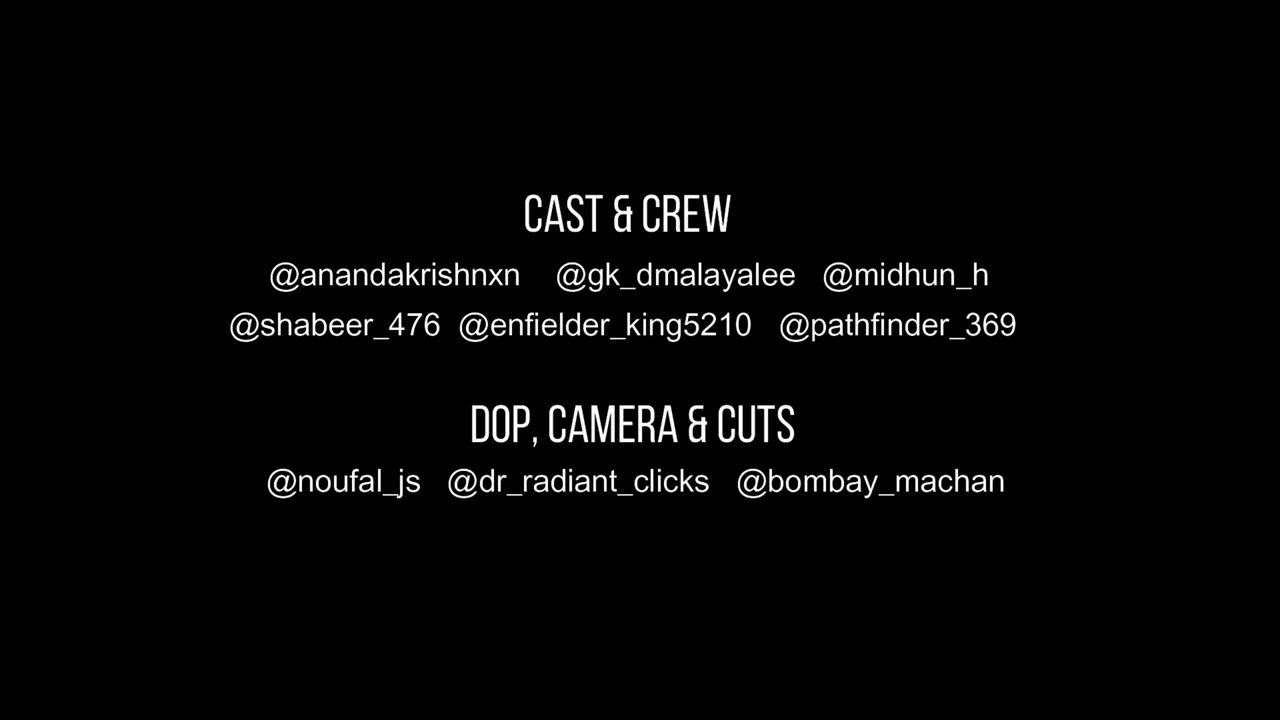 CAST & CREW
@anandakrishnxn @gk_dmalayalee @midhun_h
@shabeer_476 @enfielder_king5210 @pathfinder_369
DOP, CAMERA & CUTS
@noufal_js @dr_radiant_clicks @bombay_machan